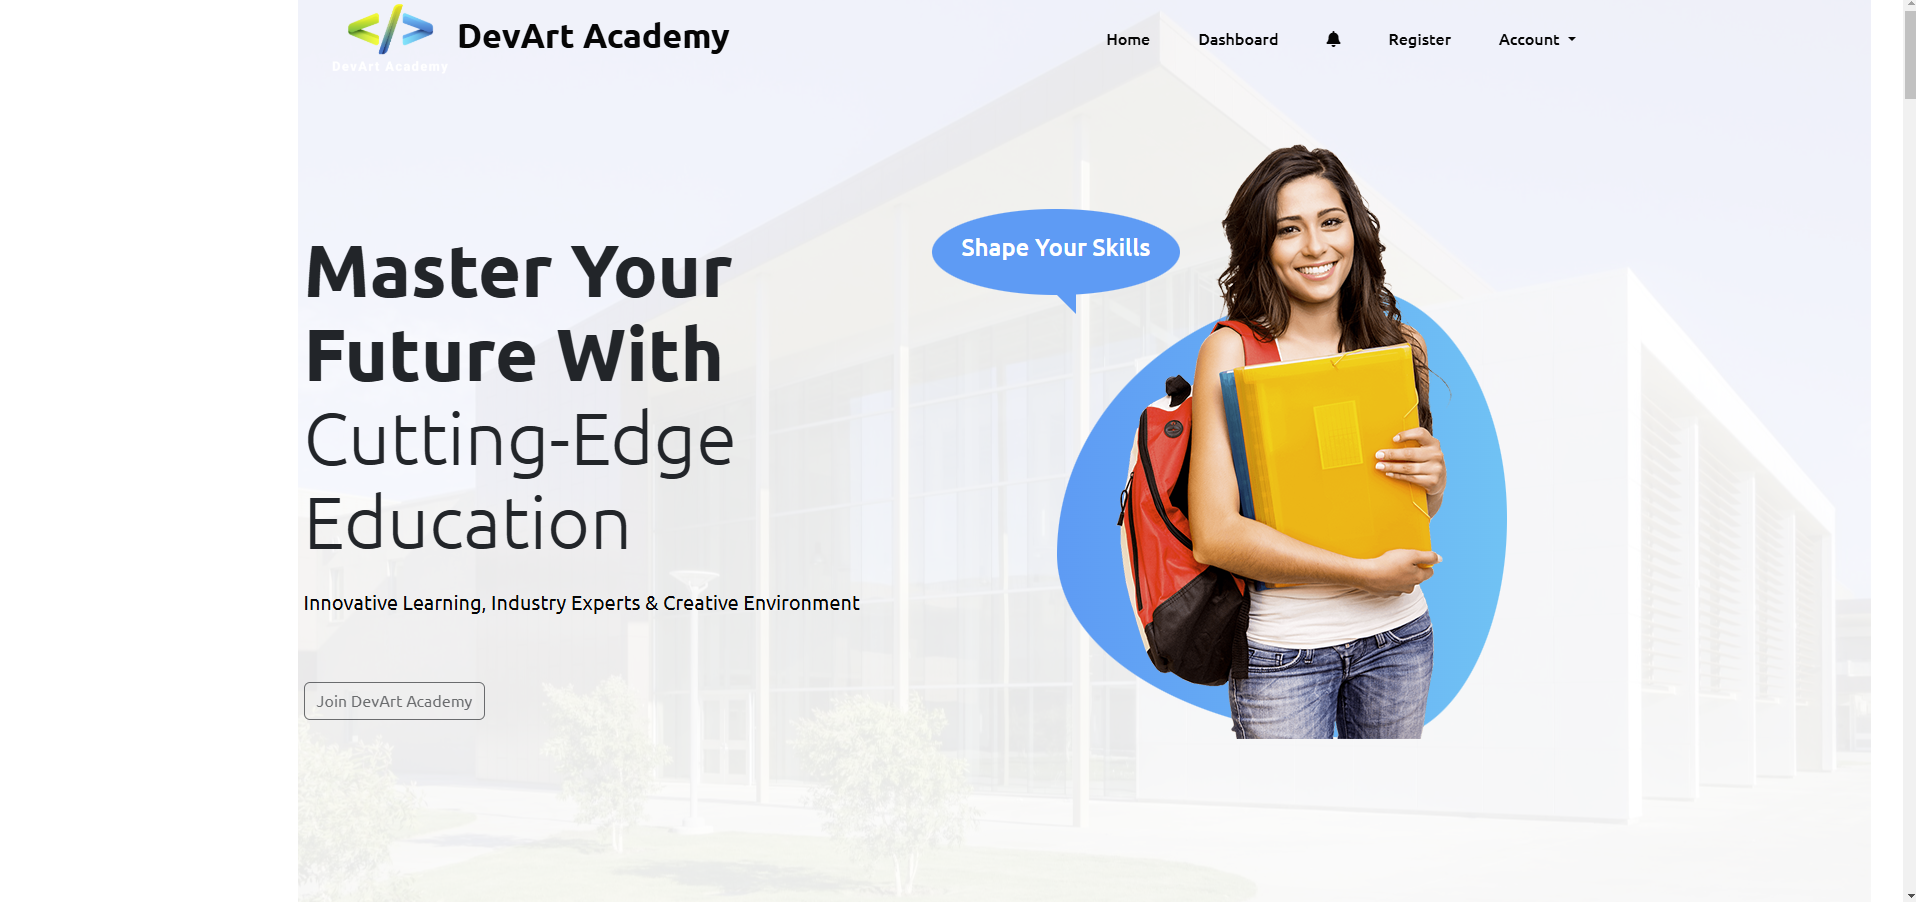 DevArt Academy
DevArt Academy
Home
Dashboard
Register
Account
Shape Your Skills
Master Your
Future With
Cutting-Edge
Education
Innovative Learning, Industry Experts & Creative Environment
Join DevArt Academy